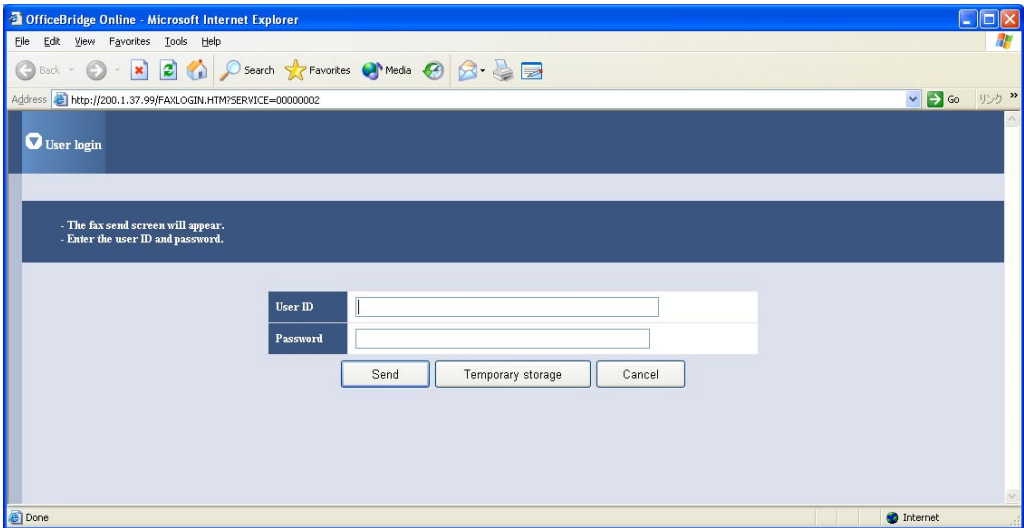 OfficeBridge Online - Microsoft Internet Explorer
File Edit View Favorites Tools Help
Back Search Favorites Media
Address http://200.1.37.99/FAXLOGIN.HTM?SERVICE=00000002 Go リンク »
User login
- The fax send screen will appear.
- Enter the user ID and password.
User ID
Password
Send Temporary storage Cancel
Done Internet